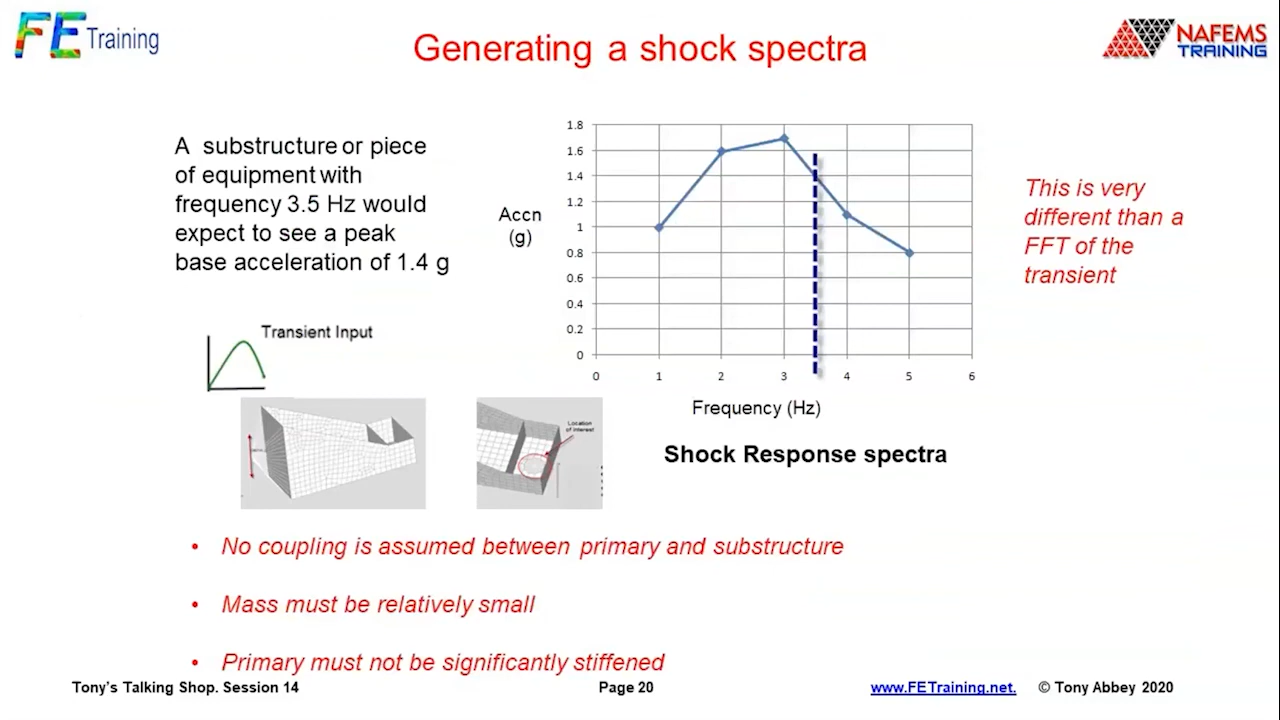 FE Training
Generating a shock spectra
NAFEMS
TRAINING
A substructure or piece
of equipment with
frequency 3.5 Hz would
expect to see a peak
base acceleration of 1.4 g
Accn
(g)
1.8
1.6
1.4
1.2
1
0.8
0.6
0.4
0.2
0
0 1 2 3 4 5 6
Frequency (Hz)
Shock Response spectra
This is very
different than a
FFT of the
transient
Transient Input
Location
of Interest
• No coupling is assumed between primary and substructure
• Mass must be relatively small
• Primary must not be significantly stiffened
Tony's Talking Shop. Session 14
Page 20
www.FETraining.net.
© Tony Abbey 2020